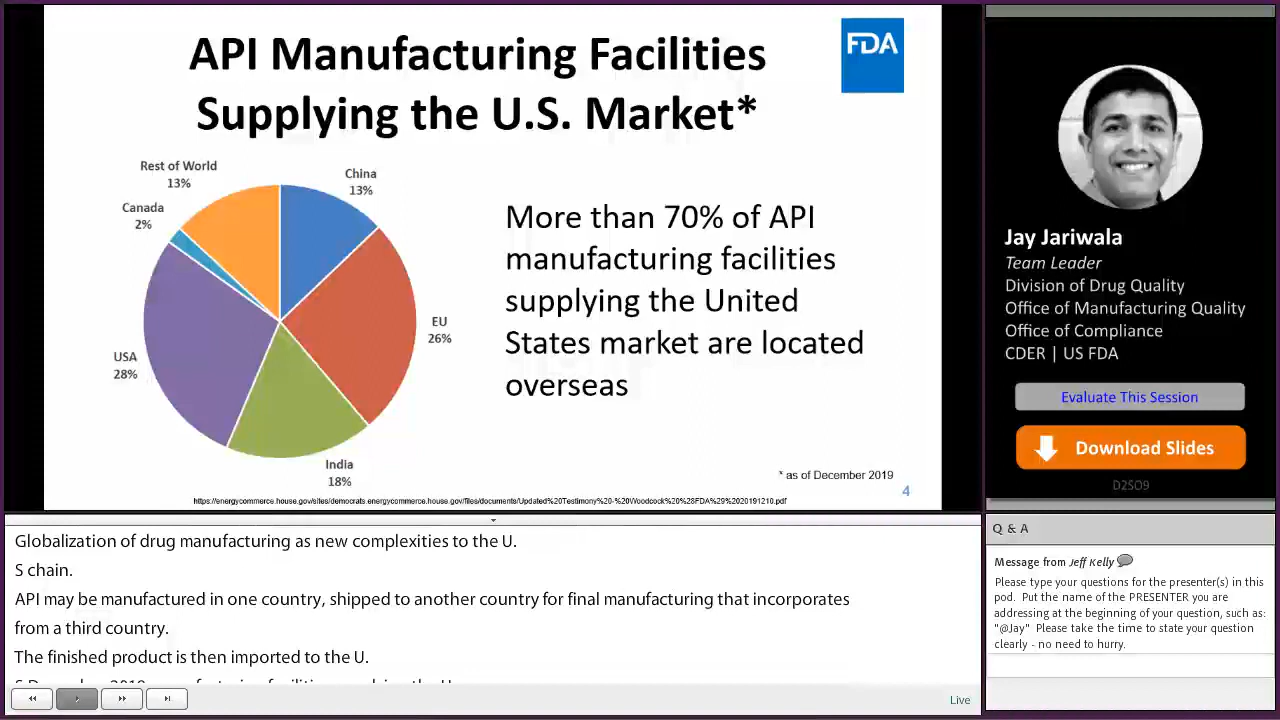 API Manufacturing Facilities
Supplying the U.S. Market*
FDA
Rest of World
13%
China
13%
Canada
2%
EU
26%
USA
28%
India
18%
More than 70% of API
manufacturing facilities
supplying the United
States market are located
overseas
* as of December 2019
https://energycommerce.house.gov/sites/democrats.energycommerce.house.gov/files/documents/Updated%20Testimony%20-%20Woodcock%20%28FDA%29%2020191210.pdf
4
Jay Jariwala
Team Leader
Division of Drug Quality
Office of Manufacturing Quality
Office of Compliance
CDER | US FDA
Evaluate This Session
Download Slides
D2SO9
Globalization of drug manufacturing as new complexities to the U.
S chain.
API may be manufactured in one country, shipped to another country for final manufacturing that incorporates
from a third country.
The finished product is then imported to the U.
Live
Q & A
Message from Jeff Kelly
Please type your questions for the presenter(s) in this
pod. Put the name of the PRESENTER you are
addressing at the beginning of your question, such as:
"@Jay" Please take the time to state your question
clearly - no need to hurry.